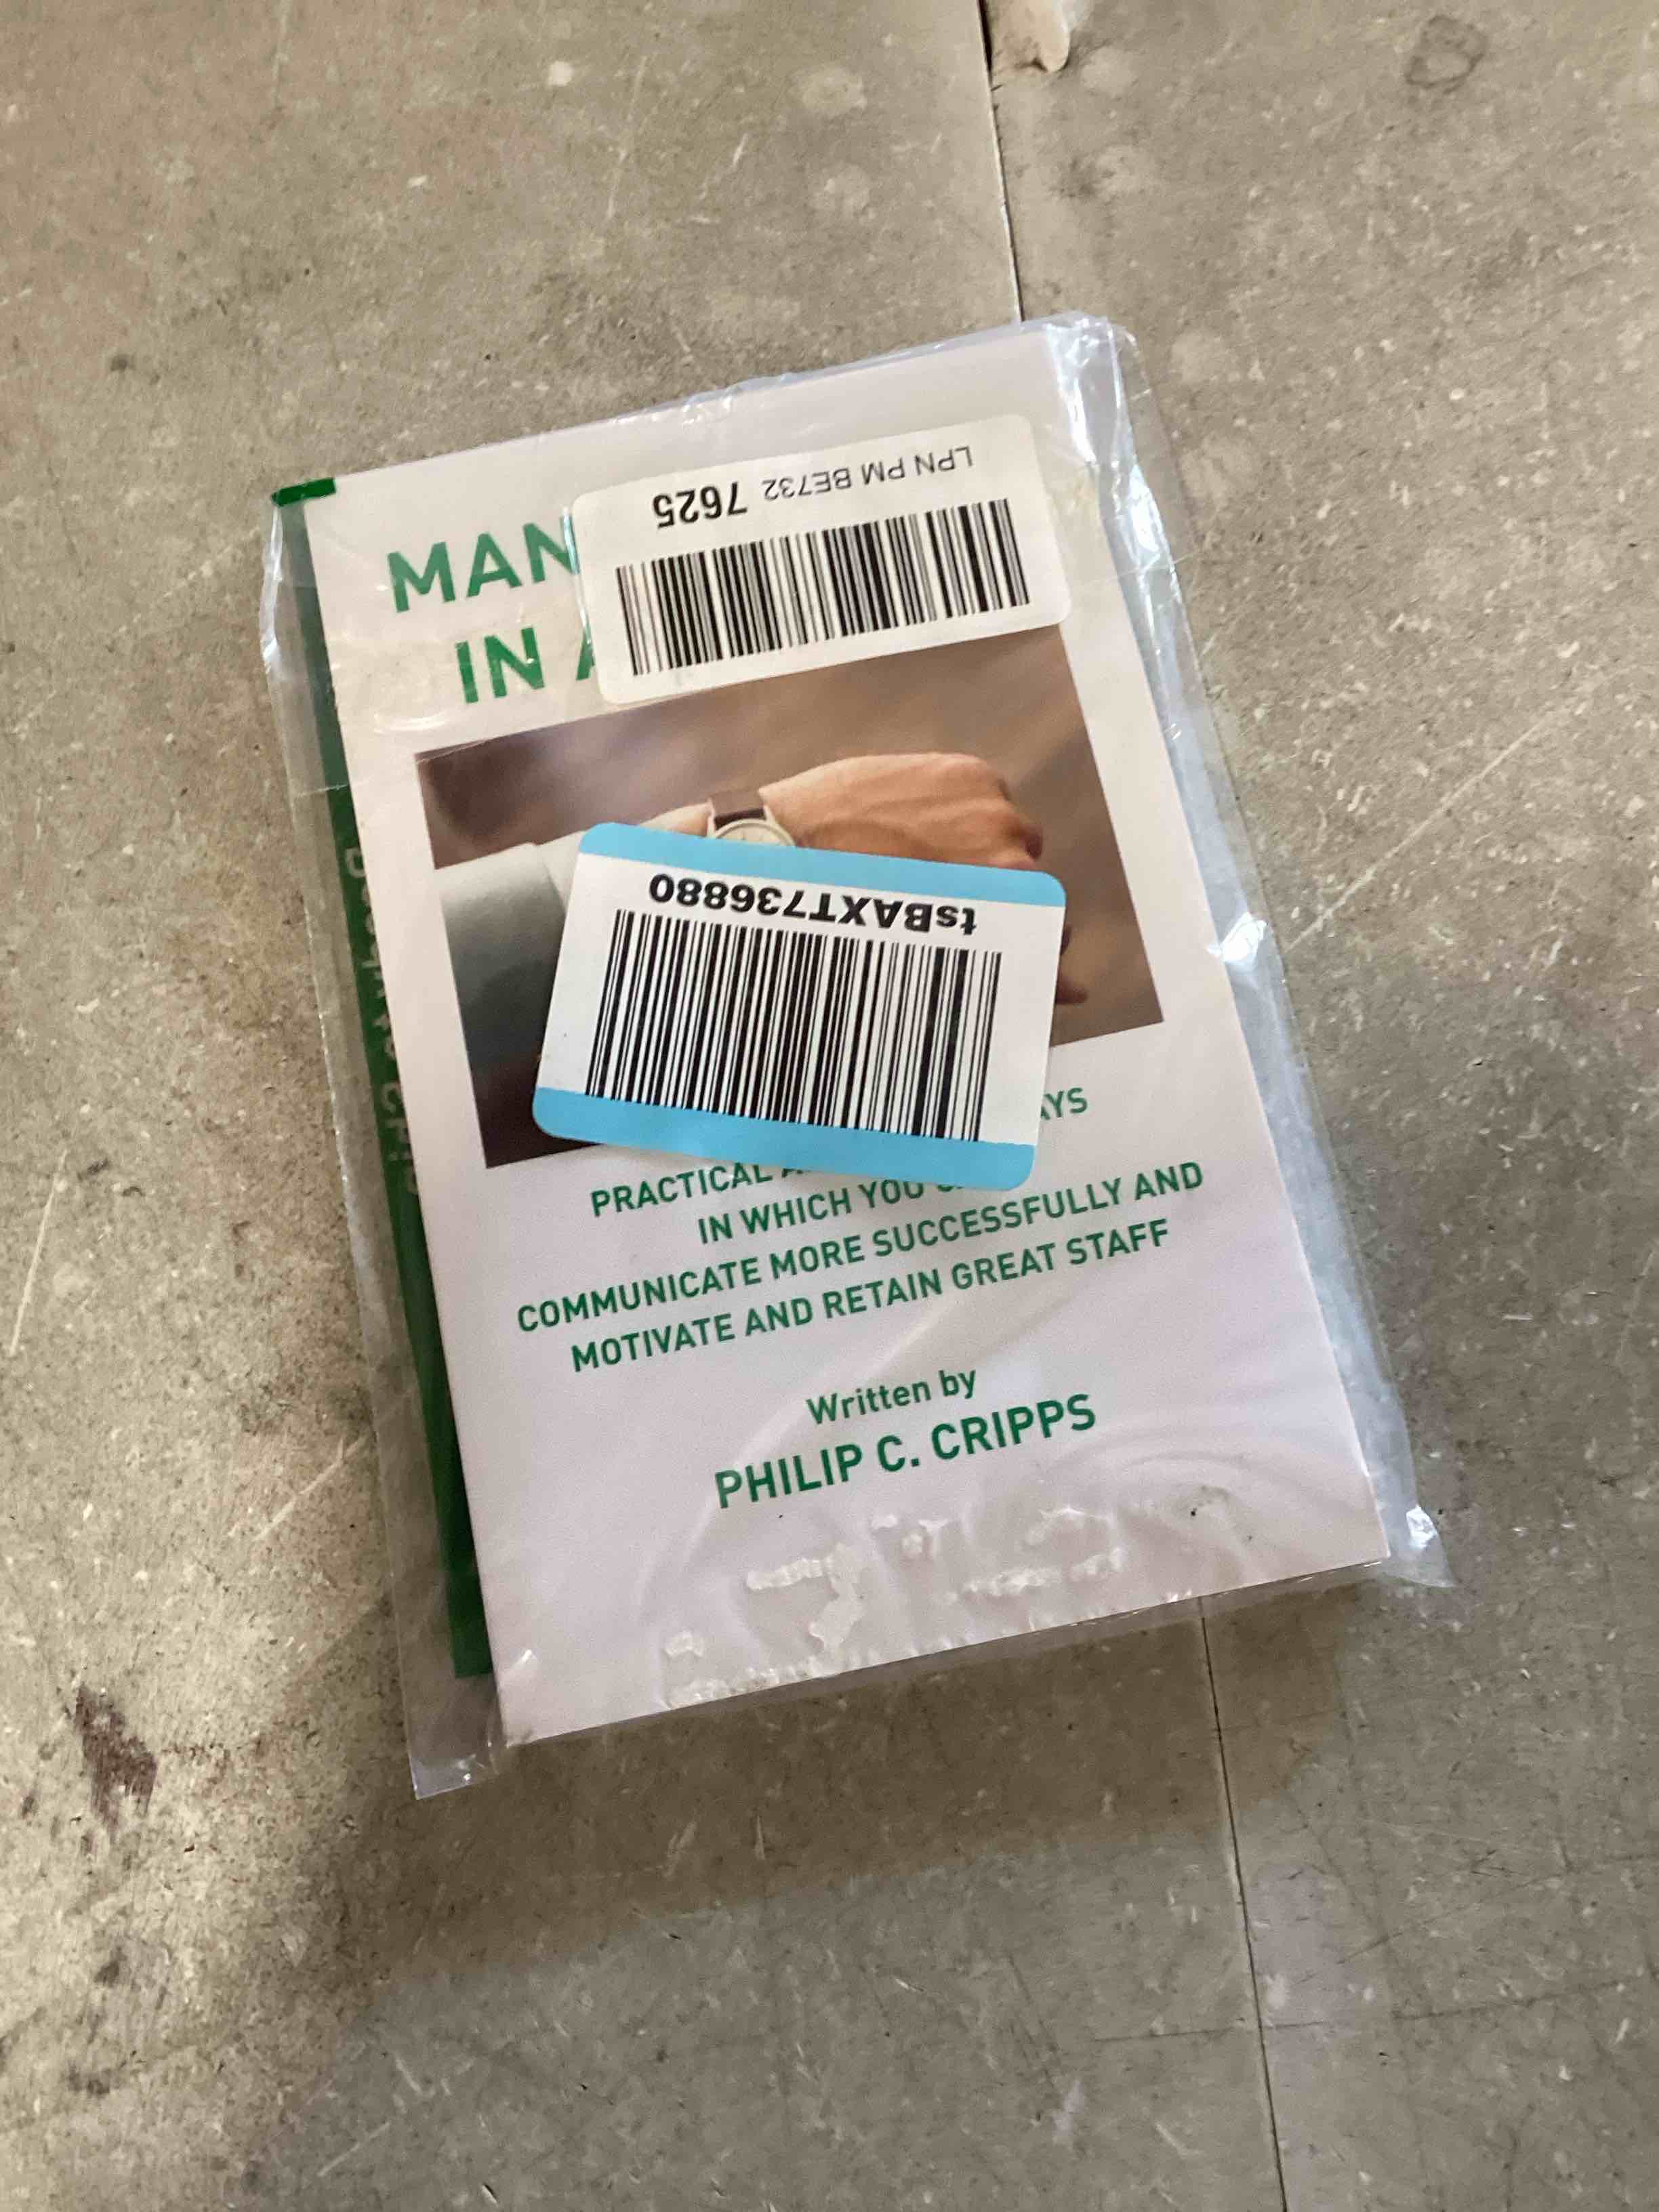 MAN
IN
LPN PM BE732 7625
tsBAXT736880
AYS
PRACTICAL
IN WHICH YOU
COMMUNICATE MORE SUCCESSFULLY AND
MOTIVATE AND RETAIN GREAT STAFF
Written by
PHILIP C. CRIPPS